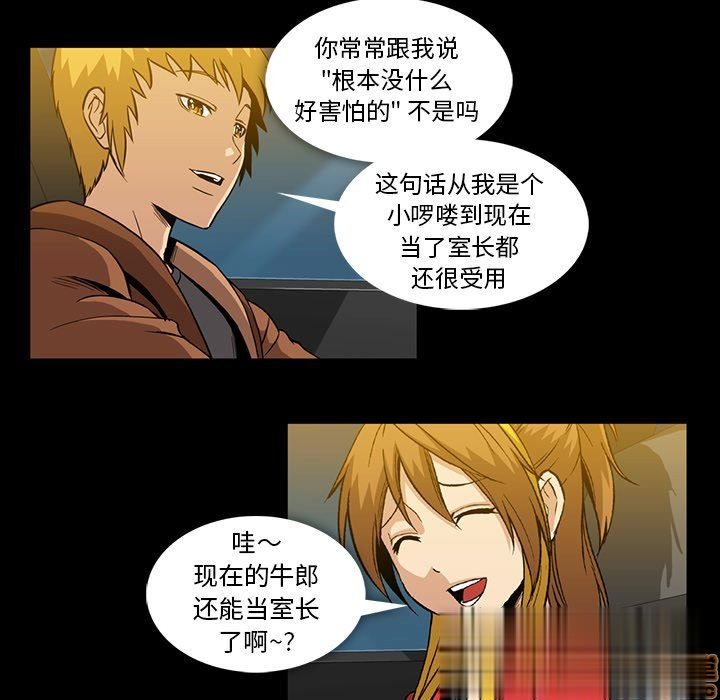 你常常跟我说
"根本没什么
好害怕的" 不是吗
这句话从我是个
小啰喽到现在
当了室长都
还很受用
哇～
现在的牛郎
还能当室长
了啊~?